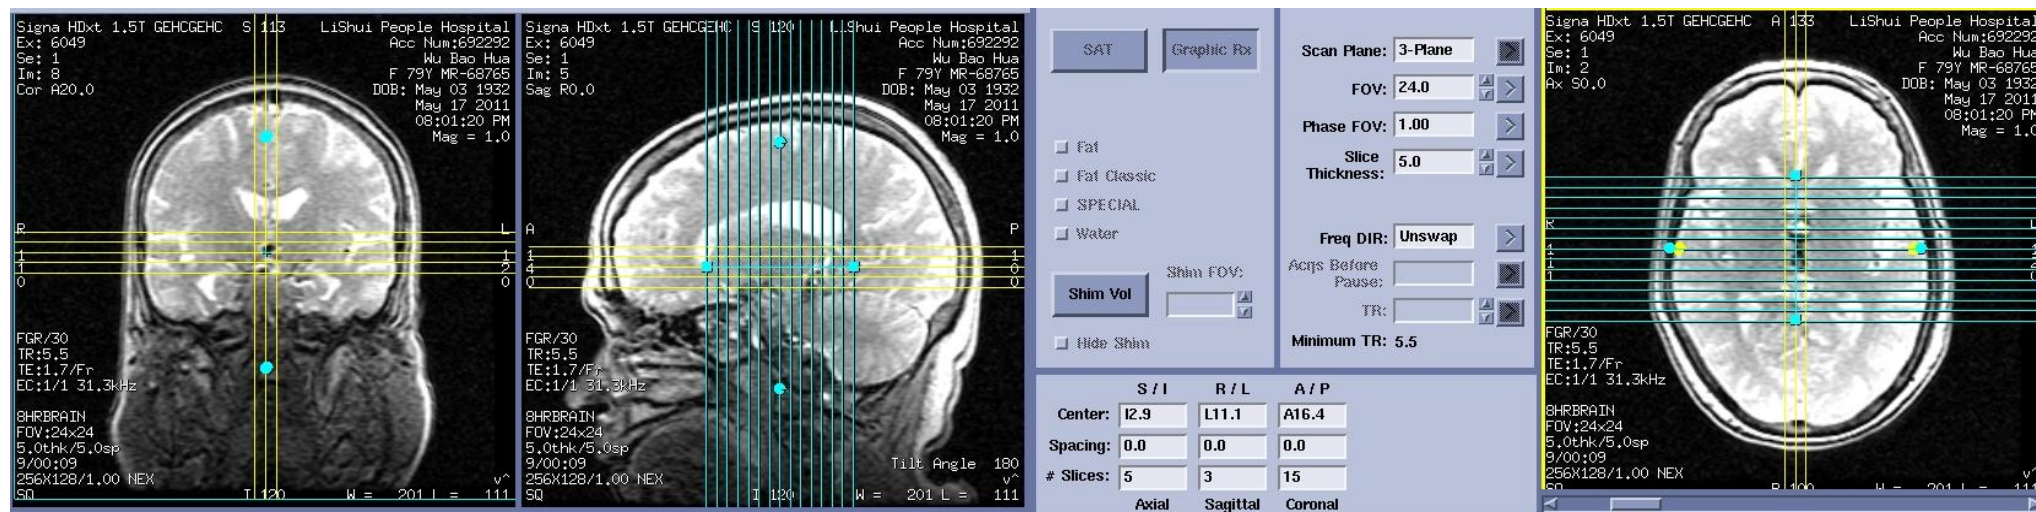 Signa HDxt 1.5T GEHCGEHC
S 113
LiShui People Hospital
Ex: 6049
Acc Num:692292
Se: 1
Wu Bao Hua
Im: 8
F 79Y MR-68765
Cor A20.0
DOB: May 03 1932
May 17 2011
08:01:20 PM
Mag = 1.0
R
L
FGR/30
TR:5.5
TE:1.7/Fr
EC:1/1 31.3kHz
8HRBRAIN
FOV:24x24
5.0thk/5.0sp
9/00:09
256X128/1.00 NEX
v^
SQ
I 120
W = 201 L = 111
Signa HDxt 1.5T GEHCGEHC
S 120
LiShui People Hospital
Ex: 6049
Acc Num:692292
Se: 1
Wu Bao Hua
Im: 5
F 79Y MR-68765
Sag R0.0
DOB: May 03 1932
May 17 2011
08:01:20 PM
Mag = 1.0
A
P
FGR/30
TR:5.5
TE:1.7/Fr
EC:1/1 31.3kHz
8HRBRAIN
FOV:24x24
5.0thk/5.0sp
9/00:09
Tilt Angle 180
256X128/1.00 NEX
v^
SQ
I 120
W = 201 L = 111
SAT
Graphic Rx
Fat
Fat Classic
SPECIAL
Water
Shim FOV:
Shim Vol
Hide Shim
Scan Plane: 3-Plane
FOV: 24.0
Phase FOV: 1.00
Slice Thickness: 5.0
Freq DIR: Unswap
Acqs Before Pause:
TR:
Minimum TR: 5.5
S / I R / L A / P
Center: I2.9 L11.1 A16.4
Spacing: 0.0 0.0 0.0
# Slices: 5 3 15
Axial Sagittal Coronal
Signa HDxt 1.5T GEHCGEHC
A 133
LiShui People Hospital
Ex: 6049
Acc Num:692292
Se: 1
Wu Bao Hua
Im: 2
F 79Y MR-68765
Ax S0.0
DOB: May 03 1932
May 17 2011
08:01:20 PM
Mag = 1.0
R
FGR/30
TR:5.5
TE:1.7/Fr
EC:1/1 31.3kHz
8HRBRAIN
FOV:24x24
5.0thk/5.0sp
9/00:09
256X128/1.00 NEX
v^